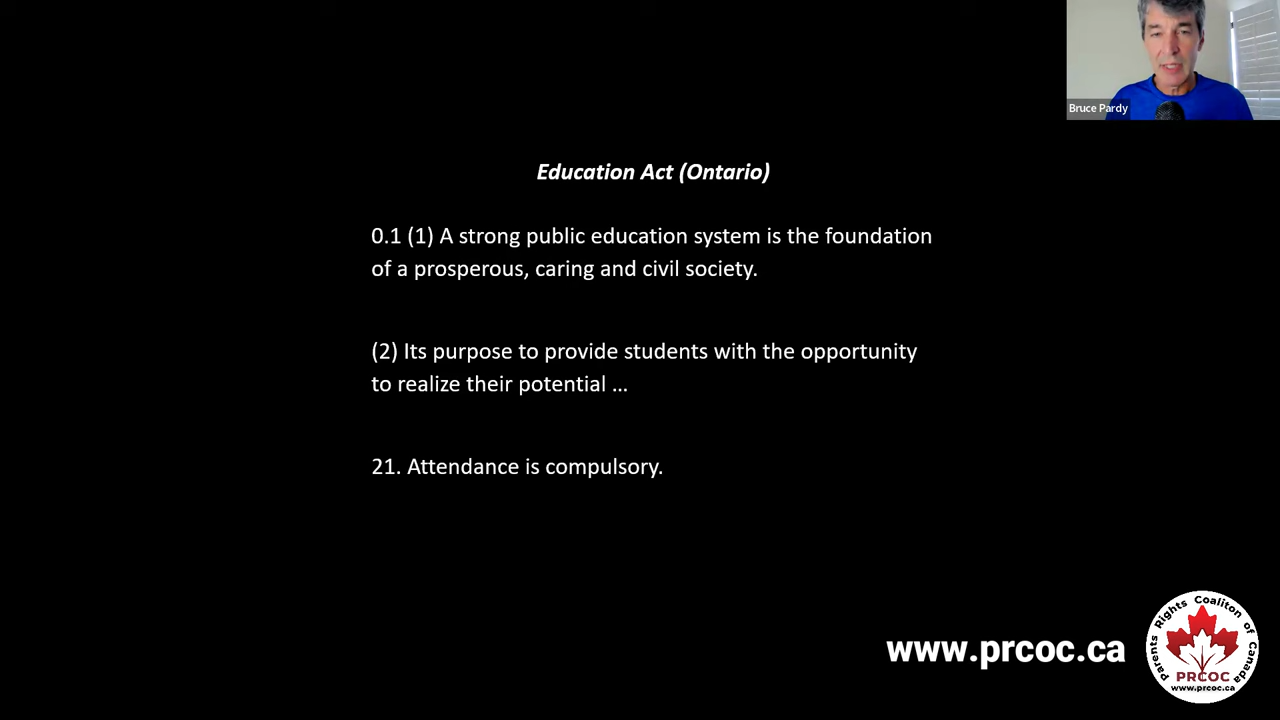 Bruce Pardy
Education Act (Ontario)
0.1 (1) A strong public education system is the foundation
of a prosperous, caring and civil society.
(2) Its purpose to provide students with the opportunity
to realize their potential ...
21. Attendance is compulsory.
www.prcoc.ca
Parents Rights Coaliton of Canada
PRCOC
www.prcoc.ca